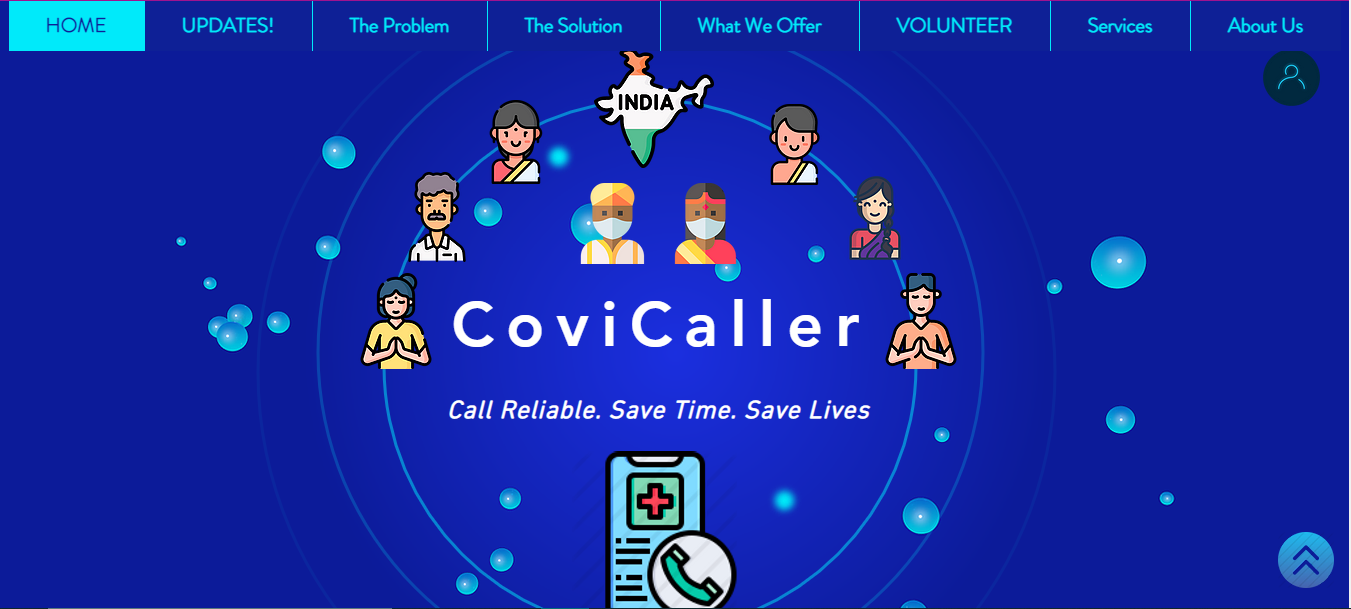 HOME UPDATES! The Problem The Solution What We Offer VOLUNTEER Services About Us
INDIA
CoviCaller
Call Reliable. Save Time. Save Lives